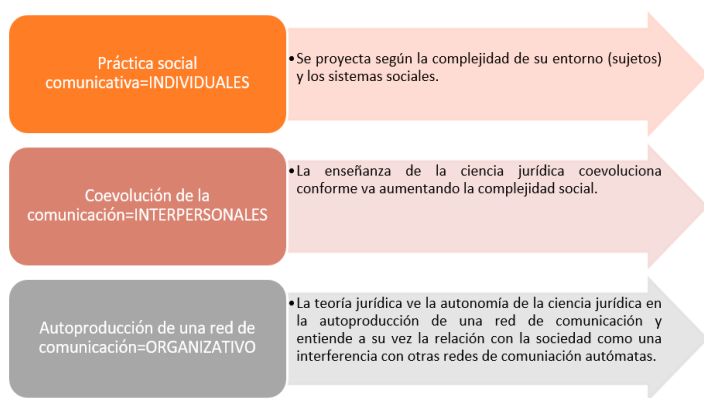 Práctica social
comunicativa=INDIVIDUALES
•Se proyecta según la complejidad de su entorno (sujetos)
y los sistemas sociales.
Coevolución de la
comunicación=INTERPERSONALES
•La enseñanza de la ciencia jurídica coevoluciona
conforme va aumentando la complejidad social.
Autoproducción de una red de
comunicación=ORGANIZATIVO
•La teoría jurídica ve la autonomía de la ciencia jurídica en
la autoproducción de una red de comunicación y
entiende a su vez la relación con la sociedad como una
interferencia con otras redes de comuniación autómatas.